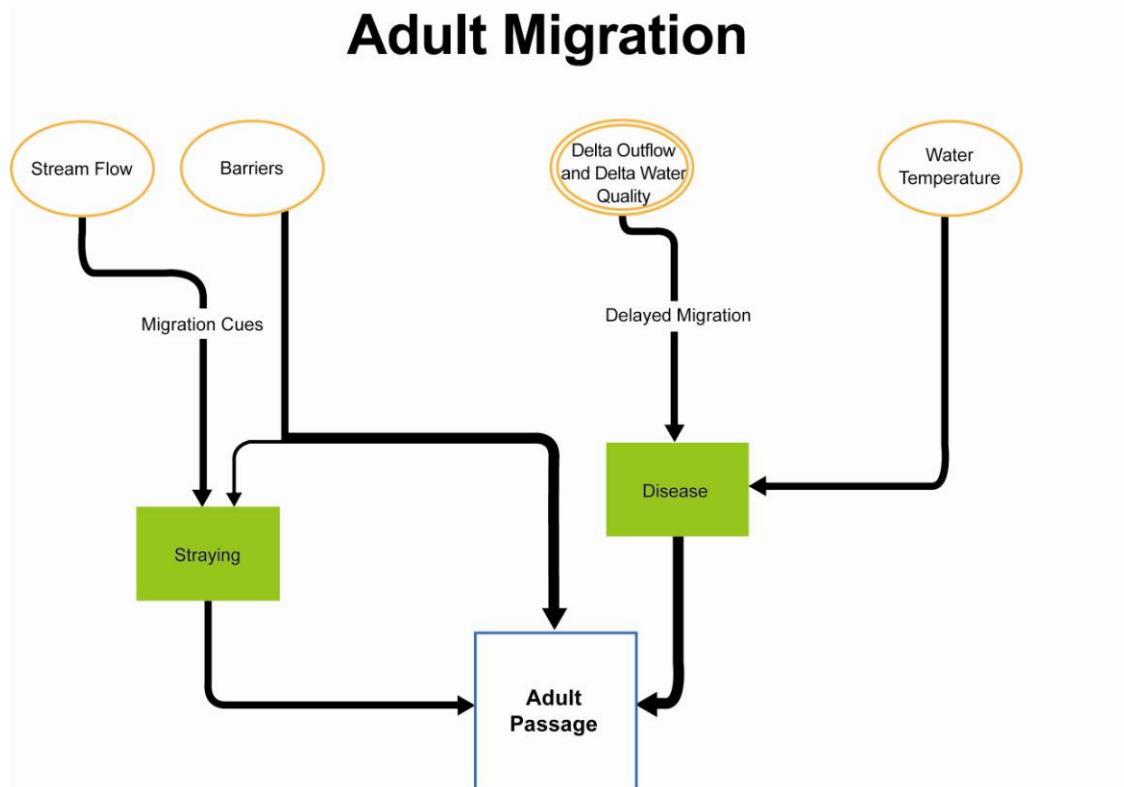 Adult Migration
Stream Flow
Barriers
Delta Outflow
and Delta Water
Quality
Water
Temperature
Migration Cues
Delayed Migration
Disease
Straying
Adult
Passage